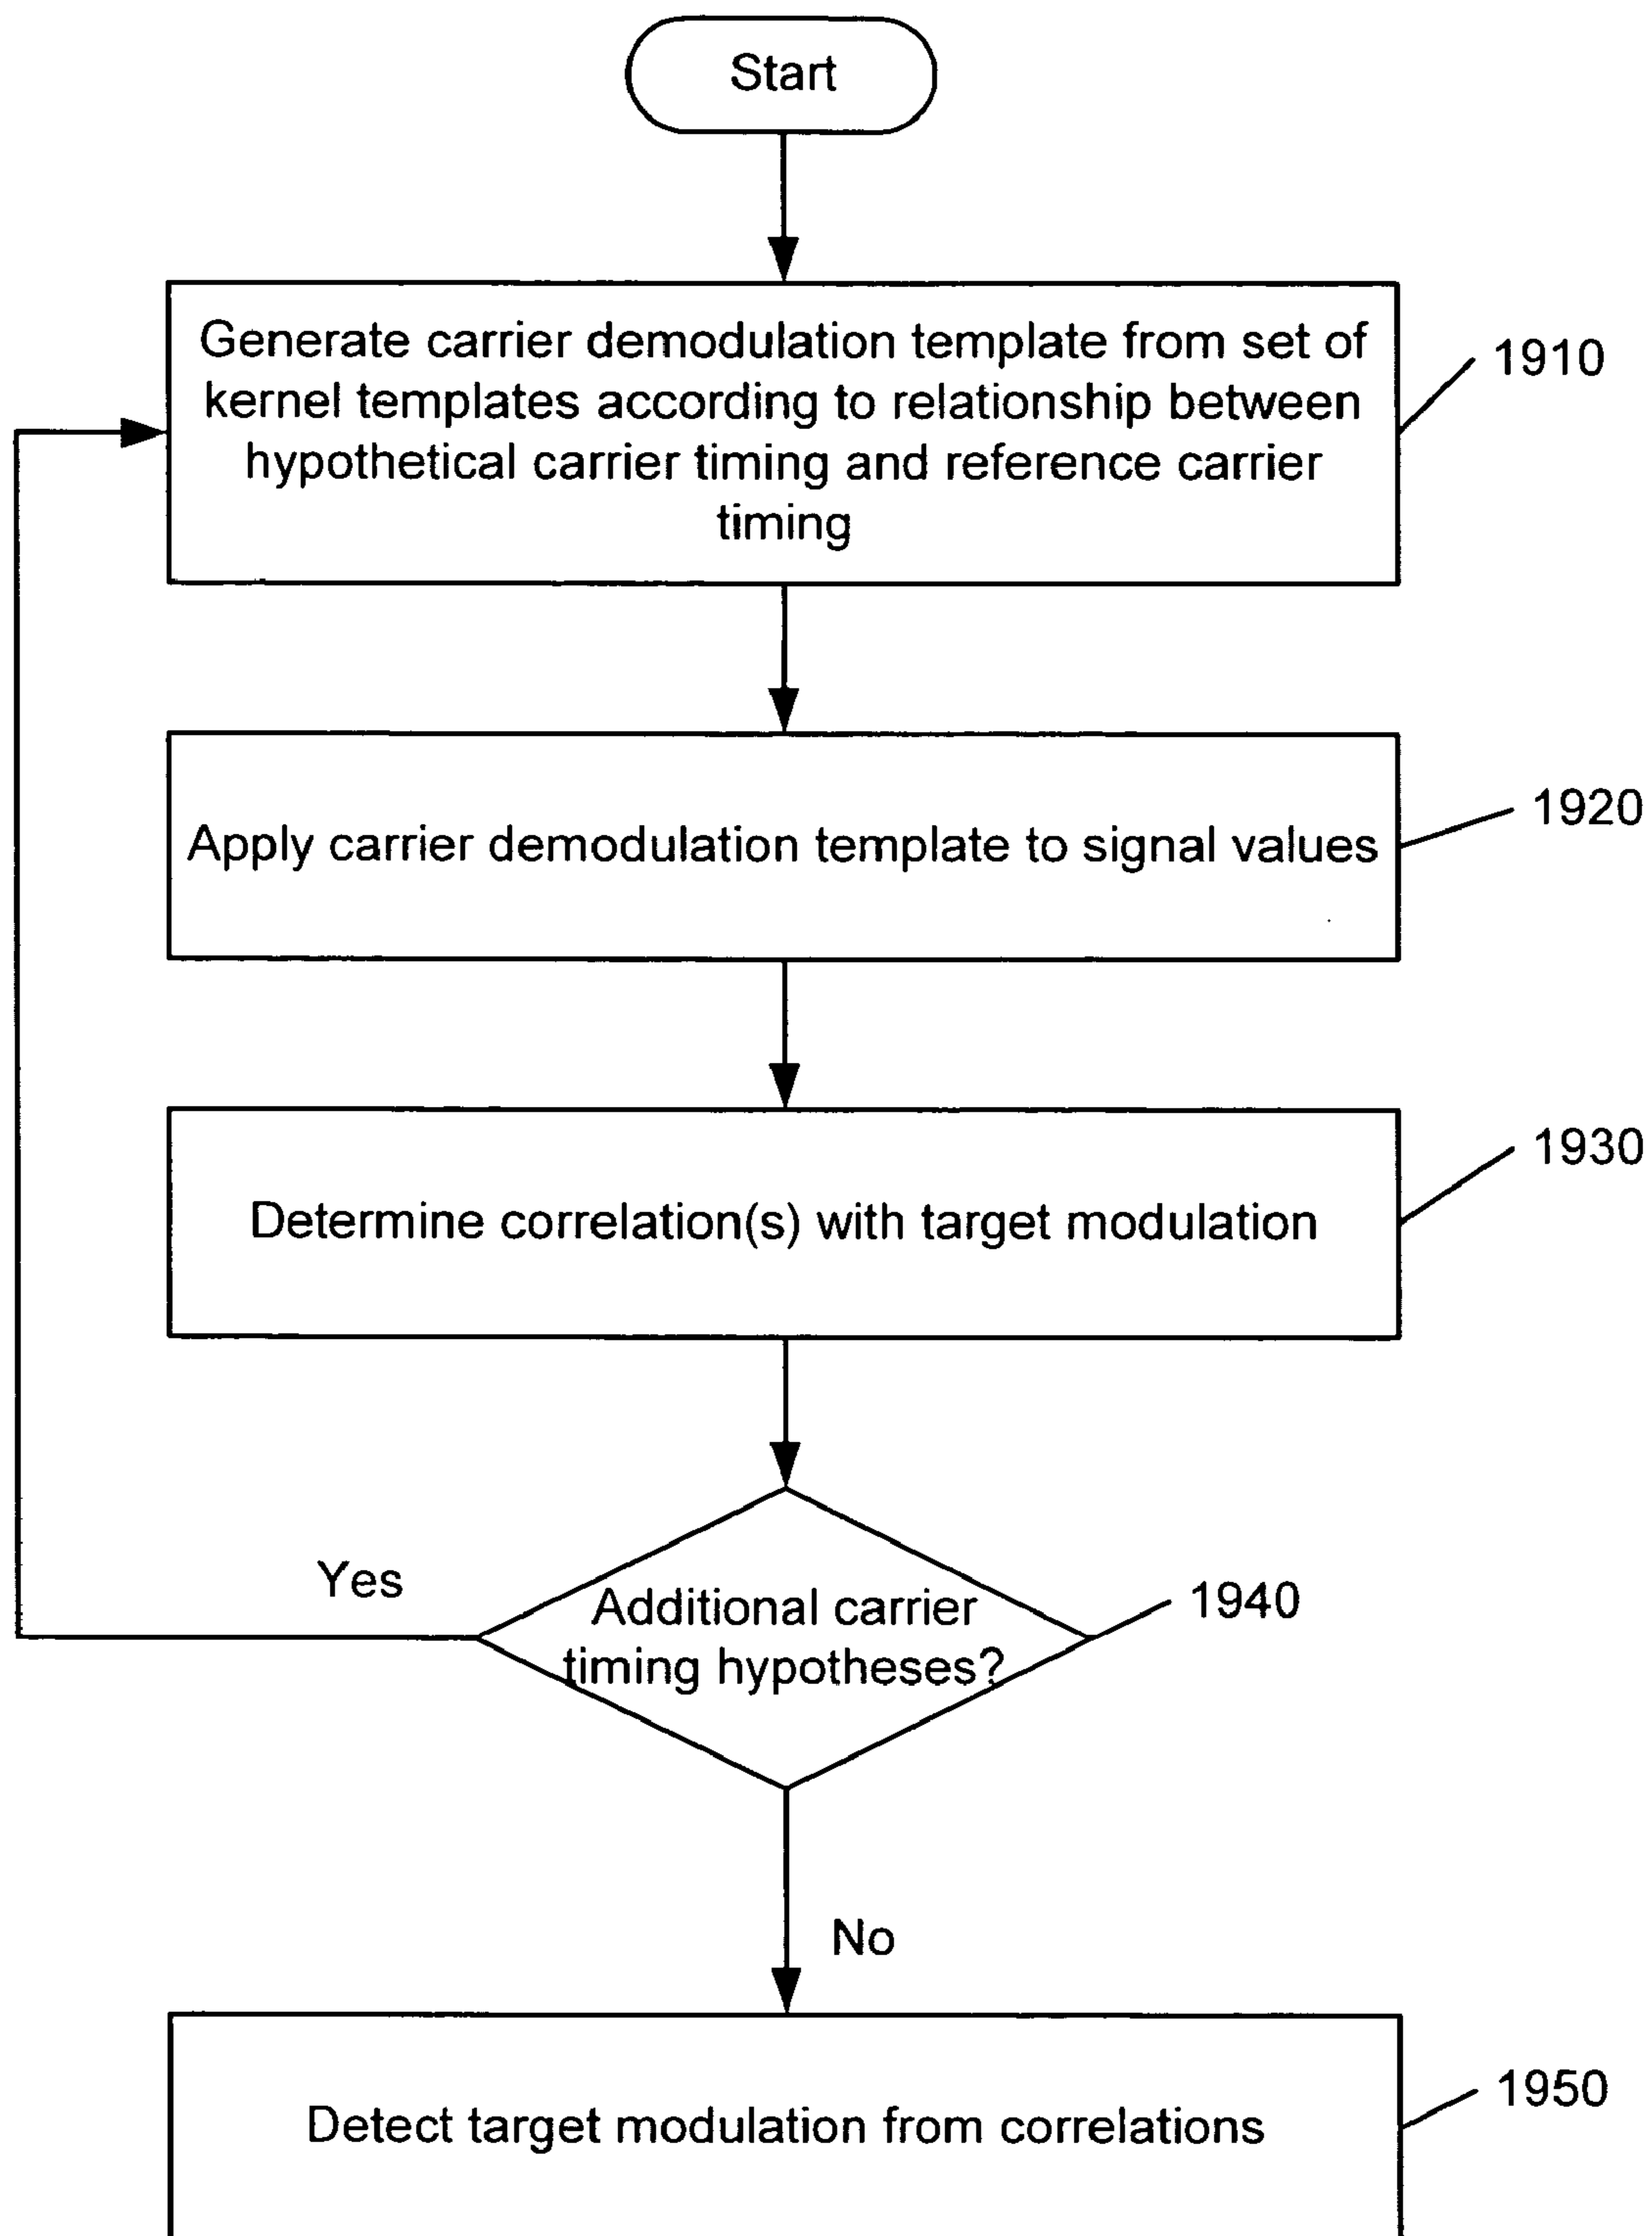 Start
Generate carrier demodulation template from set of
kernel templates according to relationship between
hypothetical carrier timing and reference carrier
timing
1910
Apply carrier demodulation template to signal values
1920
Determine correlation(s) with target modulation
1930
Yes
Additional carrier
timing hypotheses?
1940
No
Detect target modulation from correlations
1950